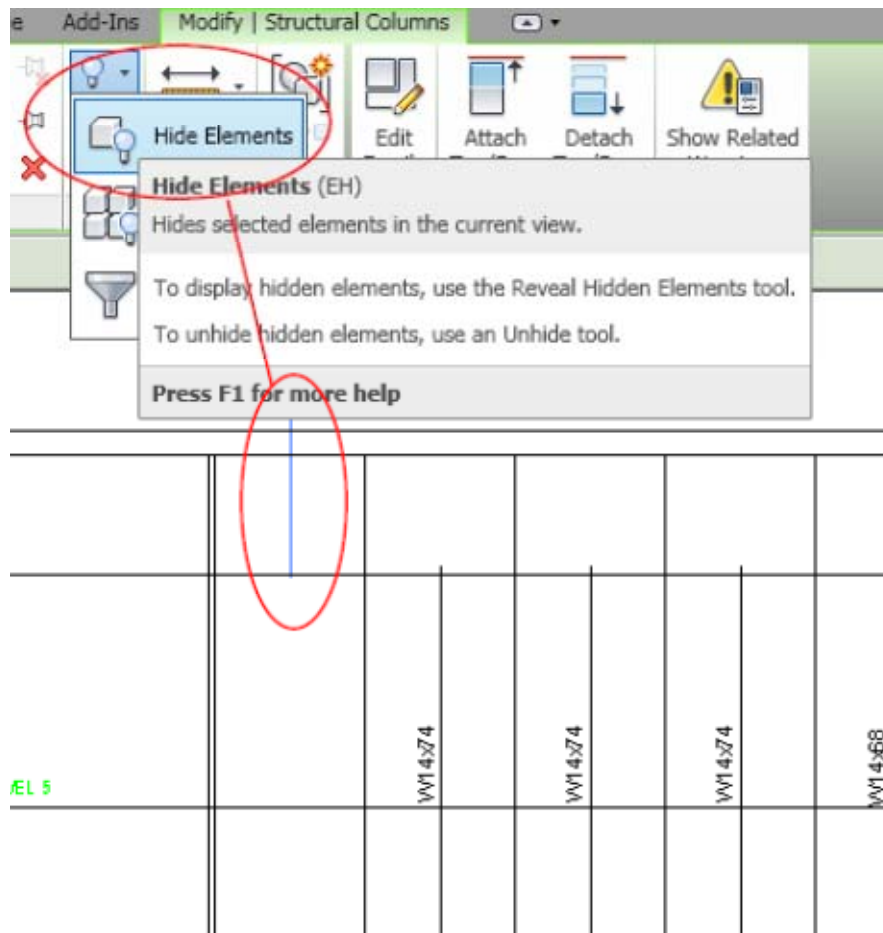 e Add-Ins Modify | Structural Columns
Hide Elements
Edit Attach Detach Show Related
Hide Elements (EH)
Hides selected elements in the current view.
To display hidden elements, use the Reveal Hidden Elements tool.
To unhide hidden elements, use an Unhide tool.
Press F1 for more help
W14x74 W14x74 W14x74 W14x68
EL 5